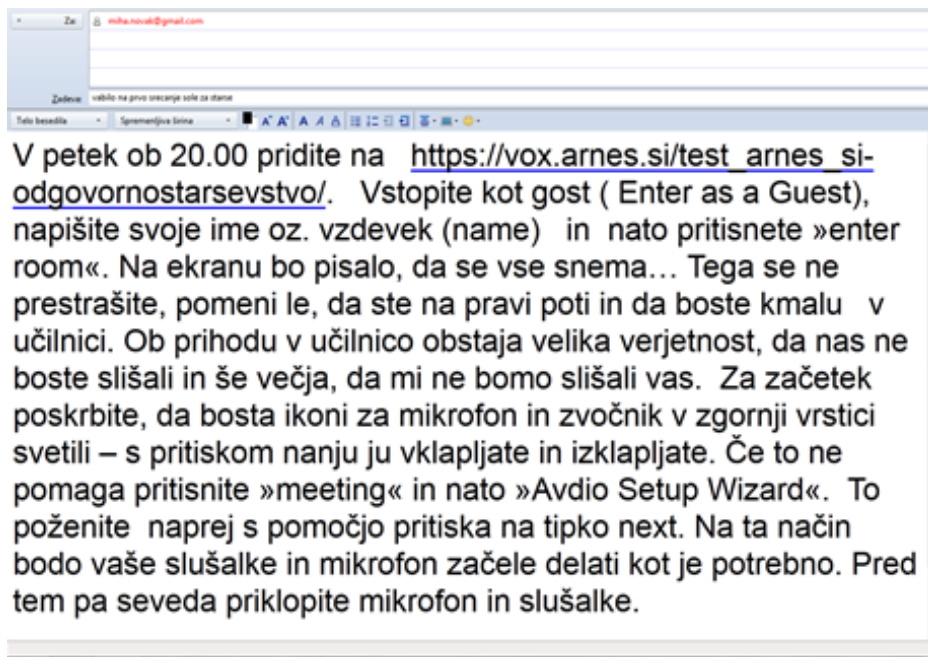 Za:
miha.novak@gmail.com
Zadeva: vabilo na prvo srecanje sole za starse
Telo besedila Spremenljiva širina
V petek ob 20.00 pridite na https://vox.arnes.si/test_arnes_si-
odgovornostarsevstvo/. Vstopite kot gost ( Enter as a Guest),
napišite svoje ime oz. vzdevek (name) in nato pritisnete »enter
room«. Na ekranu bo pisalo, da se vse snema… Tega se ne
prestrašite, pomeni le, da ste na pravi poti in da boste kmalu v
učilnici. Ob prihodu v učilnico obstaja velika verjetnost, da nas ne
boste slišali in še večja, da mi ne bomo slišali vas. Za začetek
poskrbite, da bosta ikoni za mikrofon in zvočnik v zgornji vrstici
svetili – s pritiskom nanju ju vklapljate in izklapljate. Če to ne
pomaga pritisnite »meeting« in nato »Avdio Setup Wizard«. To
poženite naprej s pomočjo pritiska na tipko next. Na ta način
bodo vaše slušalke in mikrofon začele delati kot je potrebno. Pred
tem pa seveda priklopite mikrofon in slušalke.